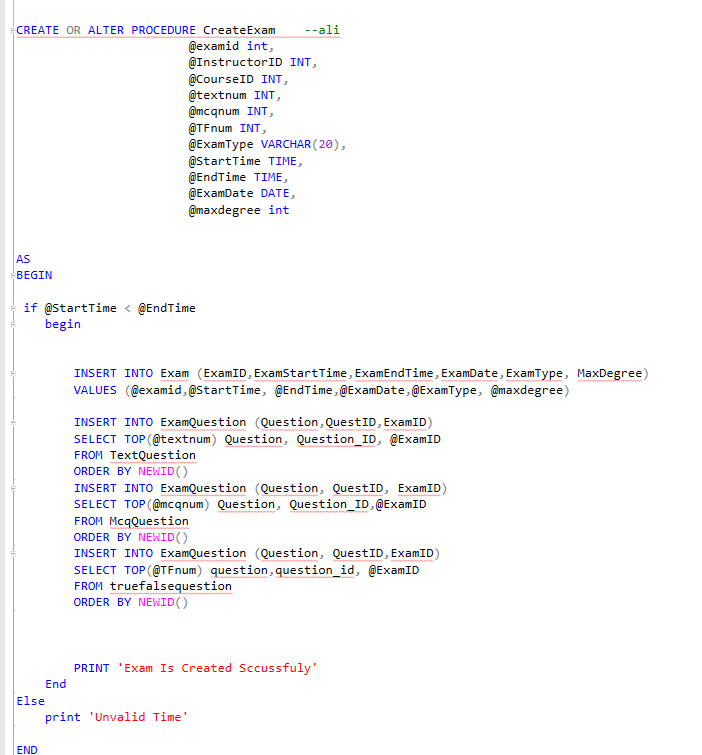 CREATE OR ALTER PROCEDURE CreateExam    --ali
@examid int,
@InstructorID INT,
@CourseID INT,
@textnum INT,
@mcqnum INT,
@TFnum INT,
@ExamType VARCHAR(20),
@StartTime TIME,
@EndTime TIME,
@ExamDate DATE,
@maxdegree int
AS
BEGIN
if @StartTime < @EndTime
begin
INSERT INTO Exam (ExamID,ExamStartTime,ExamEndTime,ExamDate,ExamType, MaxDegree)
VALUES (@examid,@StartTime, @EndTime,@ExamDate,@ExamType, @maxdegree)
INSERT INTO ExamQuestion (Question,QuestID,ExamID)
SELECT TOP(@textnum) Question, Question_ID, @ExamID
FROM TextQuestion
ORDER BY NEWID()
INSERT INTO ExamQuestion (Question, QuestID, ExamID)
SELECT TOP(@mcqnum) Question, Question_ID,@ExamID
FROM McqQuestion
ORDER BY NEWID()
INSERT INTO ExamQuestion (Question, QuestID,ExamID)
SELECT TOP(@TFnum) question,question_id, @ExamID
FROM truefalsequestion
ORDER BY NEWID()
PRINT 'Exam Is Created Sccussfuly'
End
Else
print 'Unvalid Time'
END